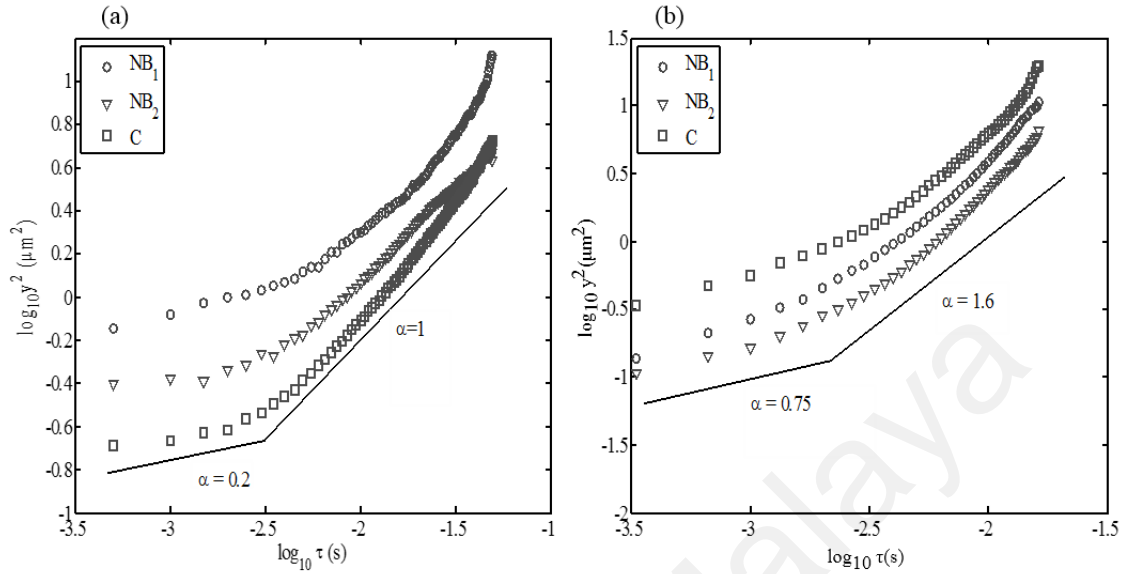 (a)
NB₁
NB₂
C
1
0.8
0.6
0.4
0.2
0
-0.2
-0.4
-0.6
-0.8
-1
log₁₀y² (μm²)
α=1
α = 0.2
-3.5 -3 -2.5 -2 -1.5 -1
log₁₀ τ (s)
(b)
NB₁
NB₂
C
1.5
1
0.5
0
-0.5
-1
-1.5
-2
log₁₀ y² (μm²)
α = 1.6
α = 0.75
-3.5 -3 -2.5 -2 -1.5
log₁₀ τ(s)
alaya